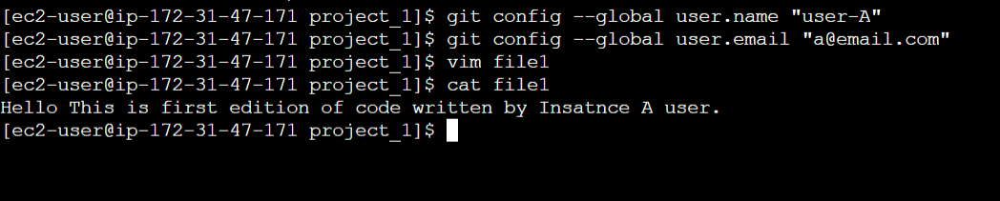 [ec2-user@ip-172-31-47-171 project_1]$ git config --global user.name "user-A"
[ec2-user@ip-172-31-47-171 project_1]$ git config --global user.email "a@email.com"
[ec2-user@ip-172-31-47-171 project_1]$ vim file1
[ec2-user@ip-172-31-47-171 project_1]$ cat file1
Hello This is first edition of code written by Insatnce A user.
[ec2-user@ip-172-31-47-171 project_1]$